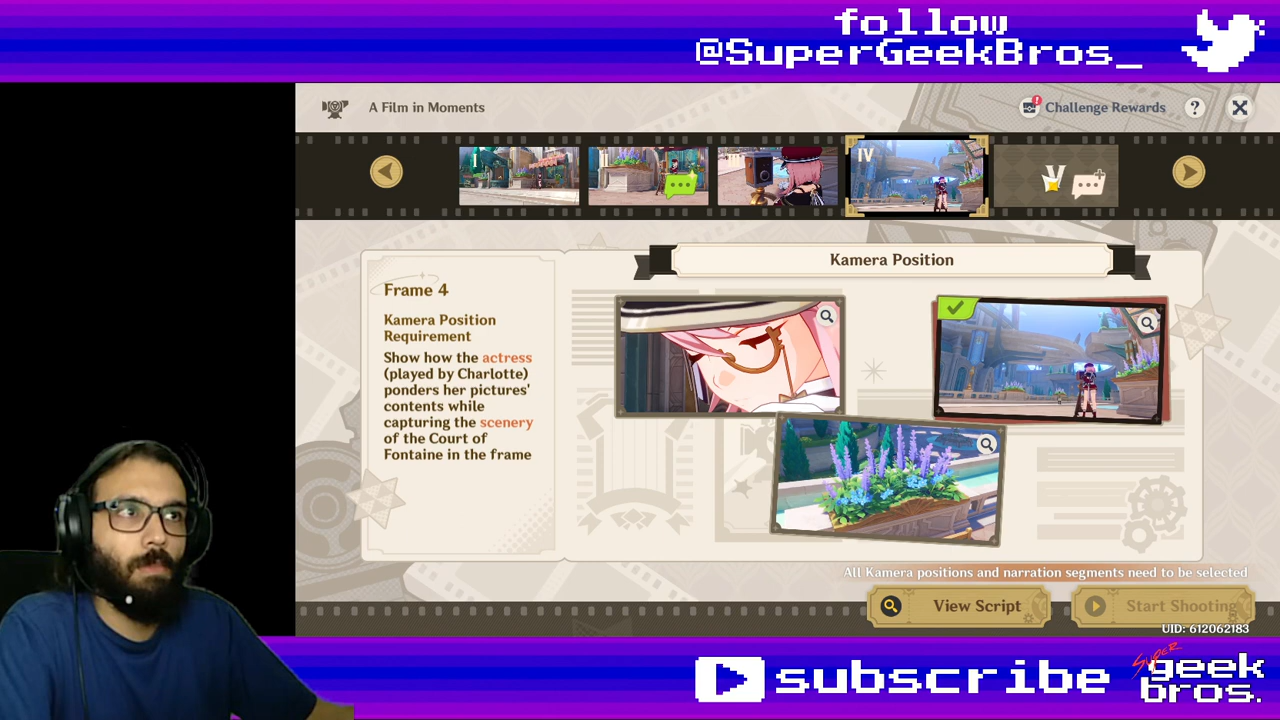 follow
@SuperGeekBros_
A Film in Moments
Challenge Rewards
?
I
IV
V
Kamera Position
Frame 4
Kamera Position
Requirement
Show how the actress
(played by Charlotte)
ponders her pictures'
contents while
capturing the scenery
of the Court of
Fontaine in the frame
All Kamera positions and narration segments need to be selected
View Script
Start Shooting
UID: 612062183
subscribe
SUPER
geek
bros.